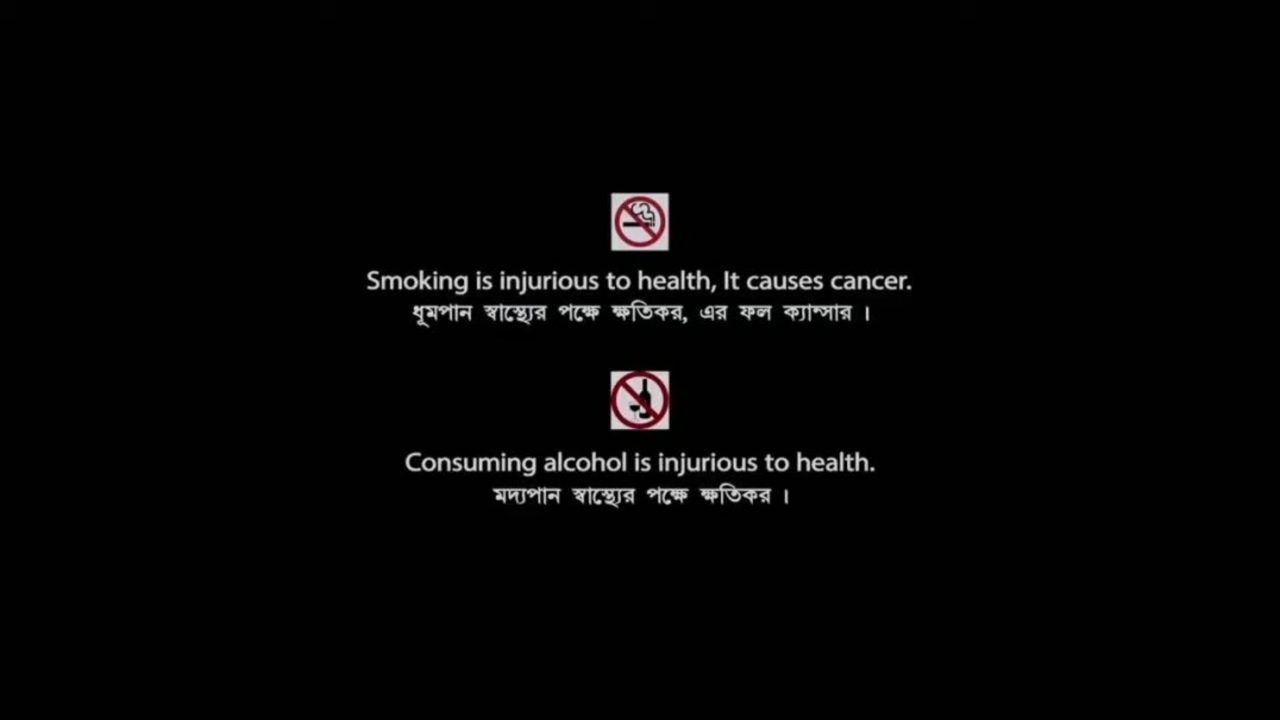 Smoking is injurious to health, It causes cancer.
ধূমপান স্বাস্থ্যের পক্ষে ক্ষতিকর, এর ফল ক্যান্সার ।
Consuming alcohol is injurious to health.
মদ্যপান স্বাস্থ্যের পক্ষে ক্ষতিকর ।